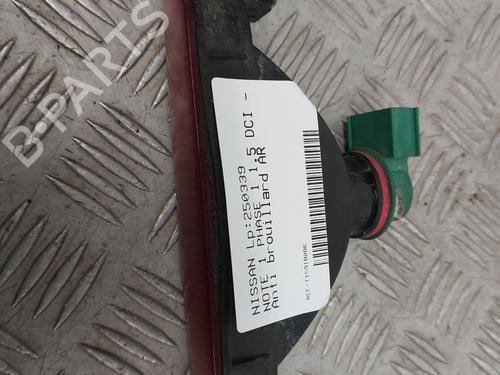 B-PARTS
NISSAN Lp:250339
NOTE 1 PHASE 1 1.5 DCI -
Anti brouillard AR